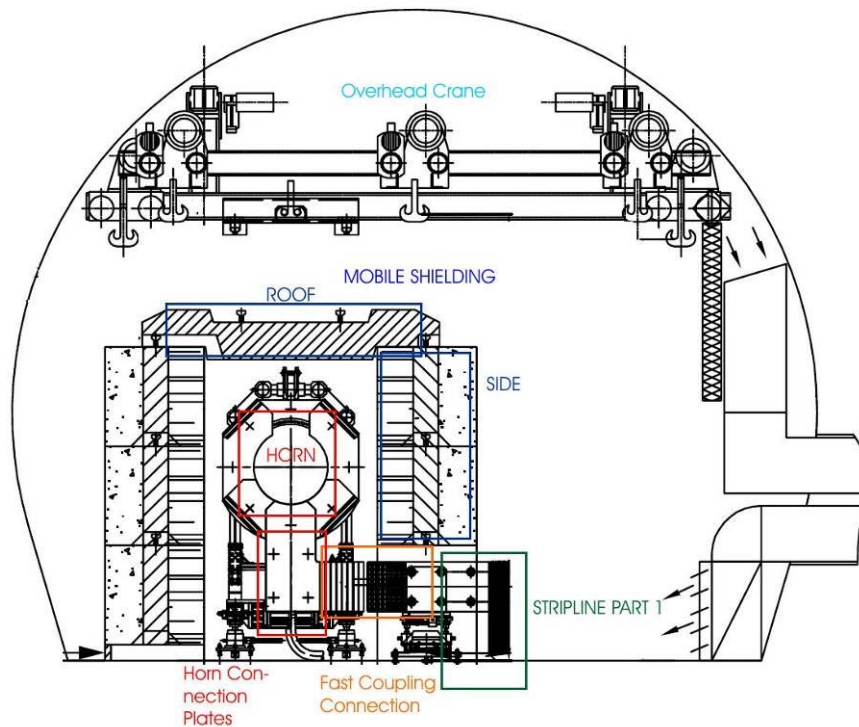 Overhead Crane
MOBILE SHIELDING
ROOF
SIDE
HORN
STRIPLINE PART 1
Horn Con-
nection
Plates
Fast Coupling
Connection